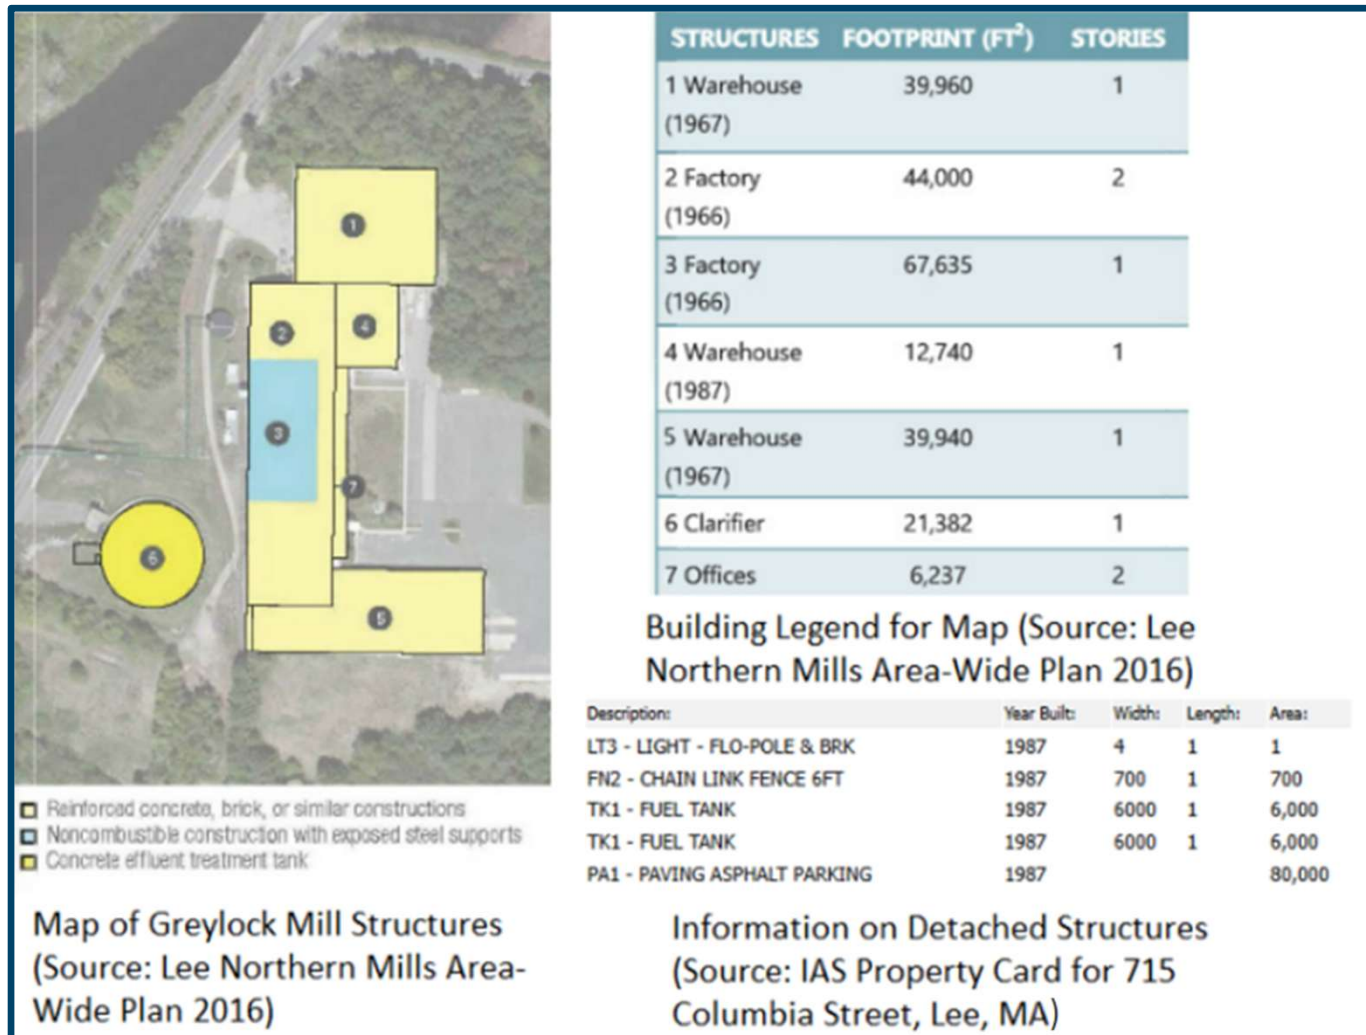 1
2
3
4
5
6
7
Reinforced concrete, brick, or similar constructions
Noncombustible construction with exposed steel supports
Concrete effluent treatment tank
Map of Greylock Mill Structures
(Source: Lee Northern Mills Area-
Wide Plan 2016)
STRUCTURES FOOTPRINT (FT²) STORIES
1 Warehouse 39,960 1
(1967)
2 Factory 44,000 2
(1966)
3 Factory 67,635 1
(1966)
4 Warehouse 12,740 1
(1987)
5 Warehouse 39,940 1
(1967)
6 Clarifier 21,382 1
7 Offices 6,237 2
Building Legend for Map (Source: Lee
Northern Mills Area-Wide Plan 2016)
Description: Year Built: Width: Length: Area:
LT3 - LIGHT - FLO-POLE & BRK 1987 4 1 1
FN2 - CHAIN LINK FENCE 6FT 1987 700 1 700
TK1 - FUEL TANK 1987 6000 1 6,000
TK1 - FUEL TANK 1987 6000 1 6,000
PA1 - PAVING ASPHALT PARKING 1987 80,000
Information on Detached Structures
(Source: IAS Property Card for 715
Columbia Street, Lee, MA)